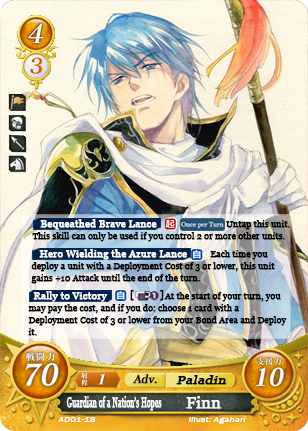 4
3
Bequeathed Brave Lance 起 Once per Turn Untap this unit.
This skill can only be used if you control 2 or more other units.
Hero Wielding the Azure Lance 自 Each time you
deploy a unit with a Deployment Cost of 3 or lower, this unit
gains +10 Attack until the end of the turn.
Rally to Victory 自 [ ] At the start of your turn, you
may pay the cost, and if you do: choose 1 card with a
Deployment Cost of 3 or lower from your Bond Area and Deploy
it.
戦闘力 70 射程 1 Adv. Paladin 支援力 10
Guardian of a Nation's Hopes Finn
ADO1-19 Illust: Agahari